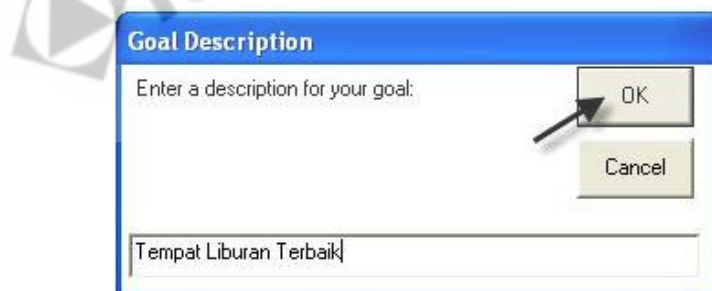 Goal Description
Enter a description for your goal:
OK
Cancel
Tempat Liburan Terbaik